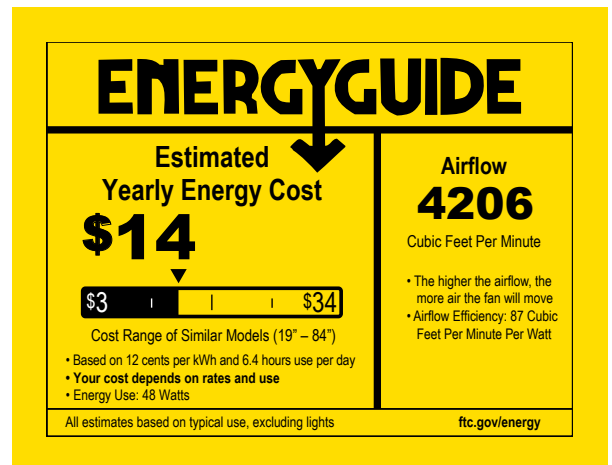 ENERGYGUIDE
Estimated
Yearly Energy Cost
$14
$3 $34
Cost Range of Similar Models (19” – 84”)
• Based on 12 cents per kWh and 6.4 hours use per day
• Your cost depends on rates and use
• Energy Use: 48 Watts
Airflow
4206
Cubic Feet Per Minute
• The higher the airflow, the
more air the fan will move
• Airflow Efficiency: 87 Cubic
Feet Per Minute Per Watt
All estimates based on typical use, excluding lights
ftc.gov/energy